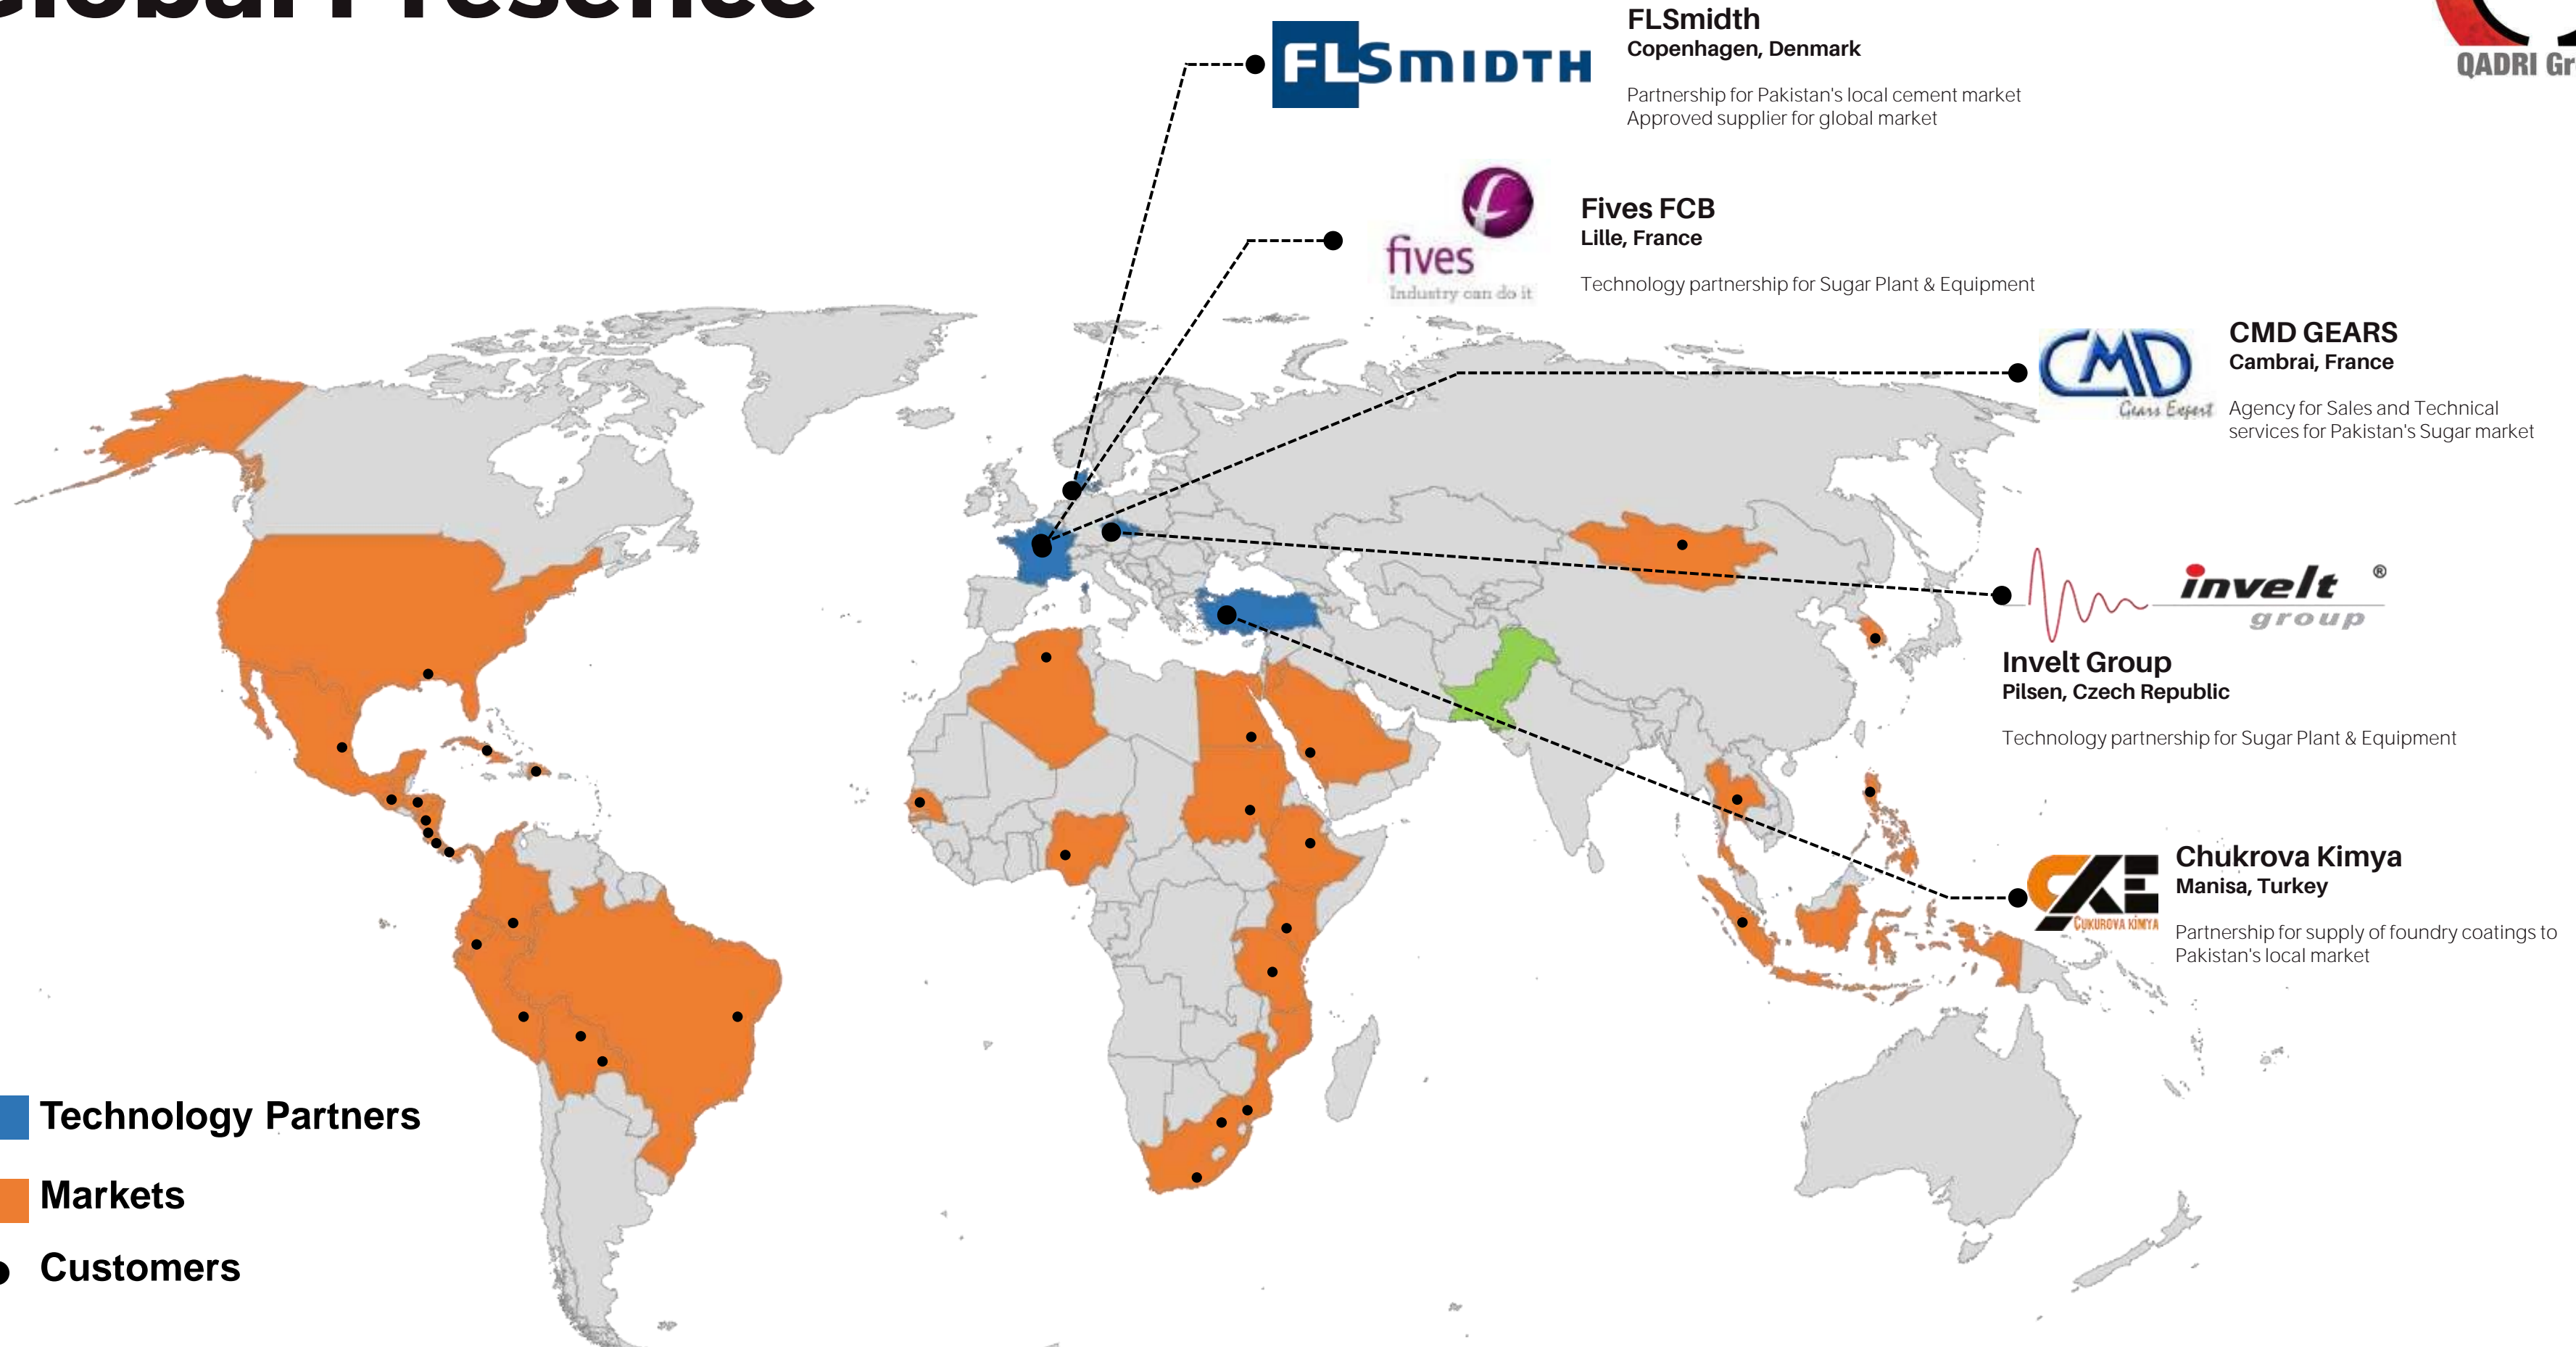 Global Presence
QADRI Gr
FLSMIDTH
FLSmidth
Copenhagen, Denmark
Partnership for Pakistan's local cement market
Approved supplier for global market
fives
Industry can do it
Fives FCB
Lille, France
Technology partnership for Sugar Plant & Equipment
CMD
Gears Expert
CMD GEARS
Cambrai, France
Agency for Sales and Technical
services for Pakistan's Sugar market
invelt ®
group
Invelt Group
Pilsen, Czech Republic
Technology partnership for Sugar Plant & Equipment
ÇUKUROVA KİMYA
Chukrova Kimya
Manisa, Turkey
Partnership for supply of foundry coatings to
Pakistan's local market
Technology Partners
Markets
Customers